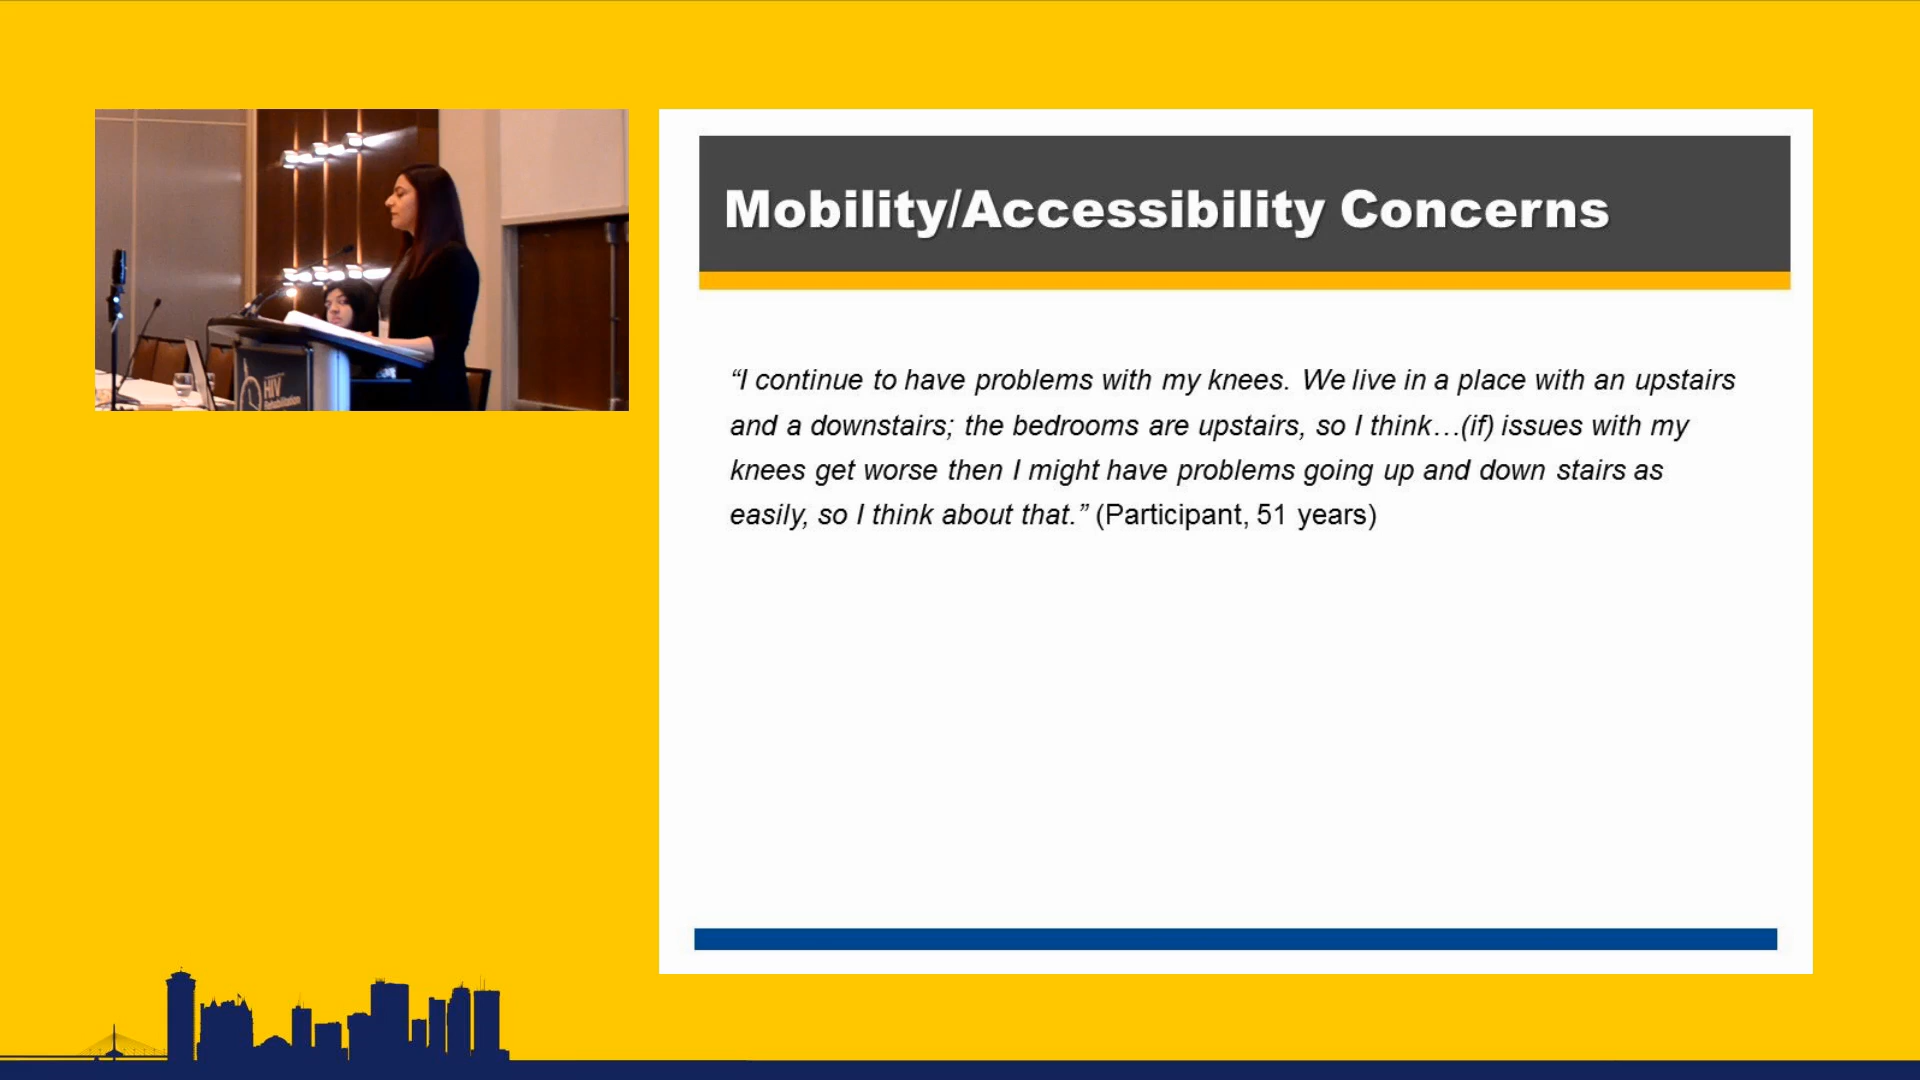 Mobility/Accessibility Concerns
“I continue to have problems with my knees. We live in a place with an upstairs
and a downstairs; the bedrooms are upstairs, so I think…(if) issues with my
knees get worse then I might have problems going up and down stairs as
easily, so I think about that.” (Participant, 51 years)
HIV
Rehabilitation